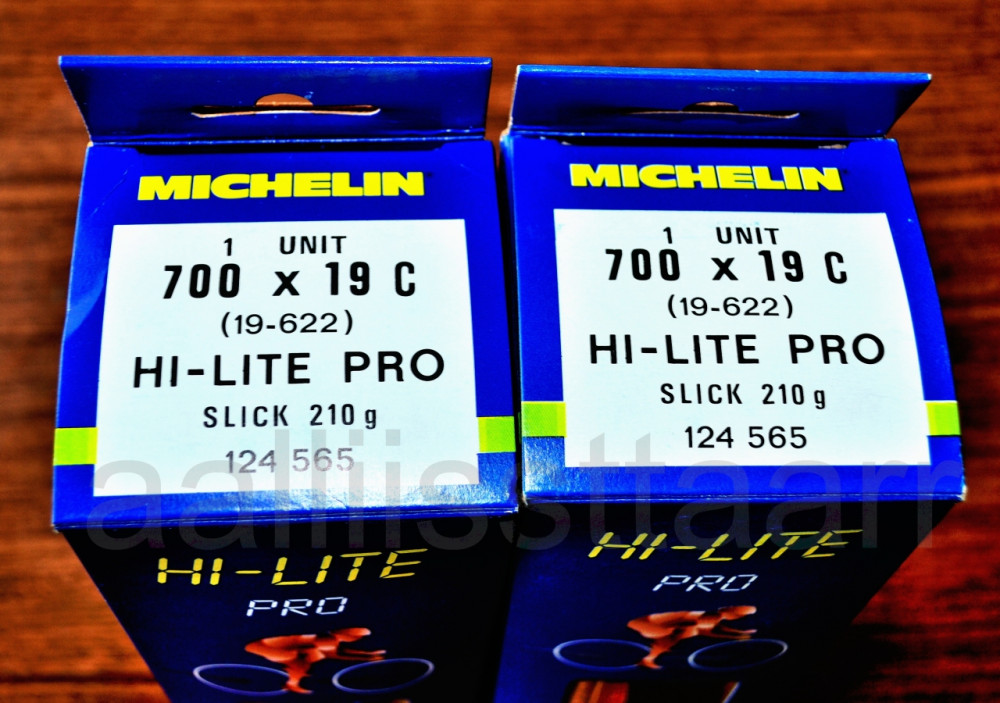 MICHELIN
1 UNIT
700 x 19 C
(19-622)
HI-LITE PRO
SLICK 210 g
124 565
HI-LITE
PRO
MICHELIN
1 UNIT
700 x 19 C
(19-622)
HI-LITE PRO
SLICK 210 g
124 565
HI-LITE
PRO
aalliissttaarr